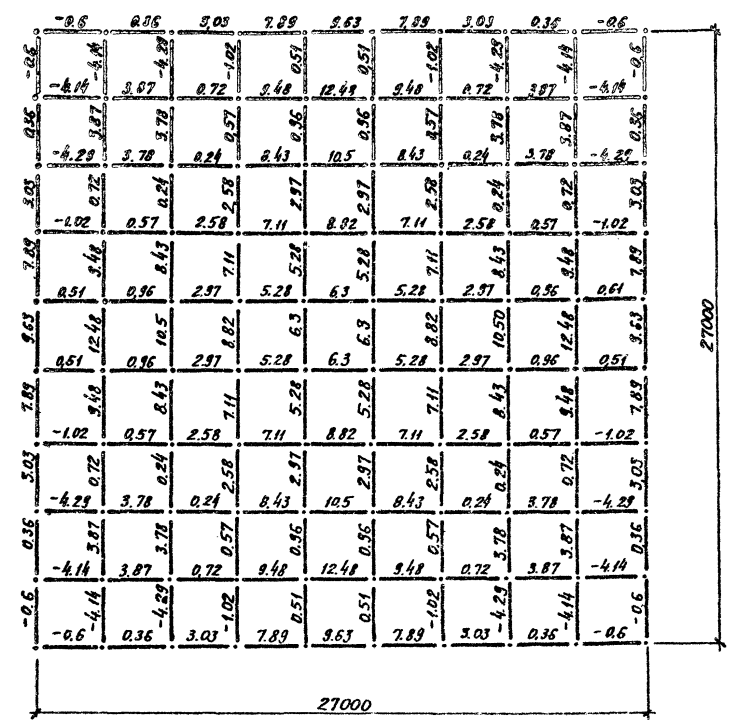 -0.6 0.36 3,03 7.89 9.63 7,89 3.03 0.36 -0.6
-0.6 -4.14 -4.29 -1.02 0.51 0,51 -1.02 -4.29 -4.14 -0.6
-4.14 3.87 0.72 9.48 12.48 9.48 0.72 3.87 -4.14
0.36 3.87 3.78 0,57 0.96 0,96 0,57 3.78 3.87 0.36
-4.29 3.78 0.24 8.43 10.5 8.43 0.24 3.78 -4.29
3.03 0.72 0.24 2.58 2.97 2.97 2.58 0.24 0.72 3.03
-1.02 0.57 2.58 7.11 8.82 7.11 2.58 0.57 -1.02
7.89 9.48 8.43 7.11 5.28 5.28 7.11 8.43 9.48 7.89
0,51 0,96 2.97 5.28 6.3 5.28 2.97 0,96 0,61
9.63 12.48 10.5 8.82 6.3 6.3 8.82 10.50 12.48 9.63
0,51 0.96 2.97 5.28 6.3 5.28 2.97 0,96 0,51
7.89 9.48 8.43 7.11 5.28 5.28 7.11 8.43 9.48 7.89
-1.02 0,57 2.58 7.11 8.82 7.11 2.58 0.57 -1.02
3.03 0.72 0.24 2.58 2.97 2.97 2.58 0.24 0.72 3,03
-4.29 3.78 0,24 8,43 10.5 8.43 0,24 3.78 -4.29
0.36 3.87 3.78 0.57 0.96 0.96 0.57 3.78 3.87 0.36
-4.14 3,87 0,72 9.48 12.48 9.48 0.72 3.87 -4.14
-0.6 -4.14 -4.29 -1.02 0.51 0.51 -1.02 -4.29 -4.14 -0.6
-0.6 0.36 3.03 7.89 9.63 7.89 3.03 0.36 -0.6
27000
27000